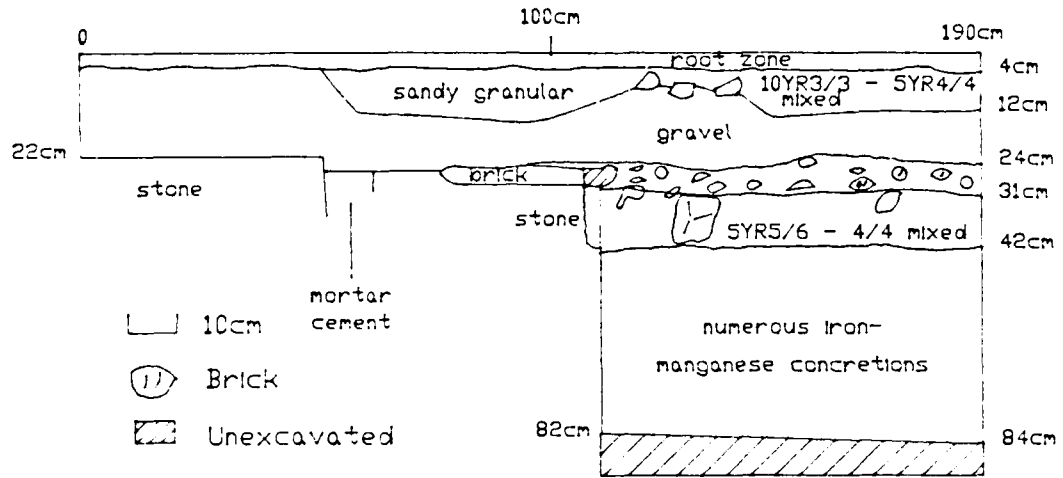 100cm
0
190cm
root zone
4cm
sandy granular
10YR3/3 - 5YR4/4
mixed
12cm
gravel
22cm
24cm
stone
brick
31cm
stone
5YR5/6 - 4/4 mixed
42cm
mortar
cement
10cm
numerous iron-
manganese concretions
Brick
Unexcavated
82cm
84cm